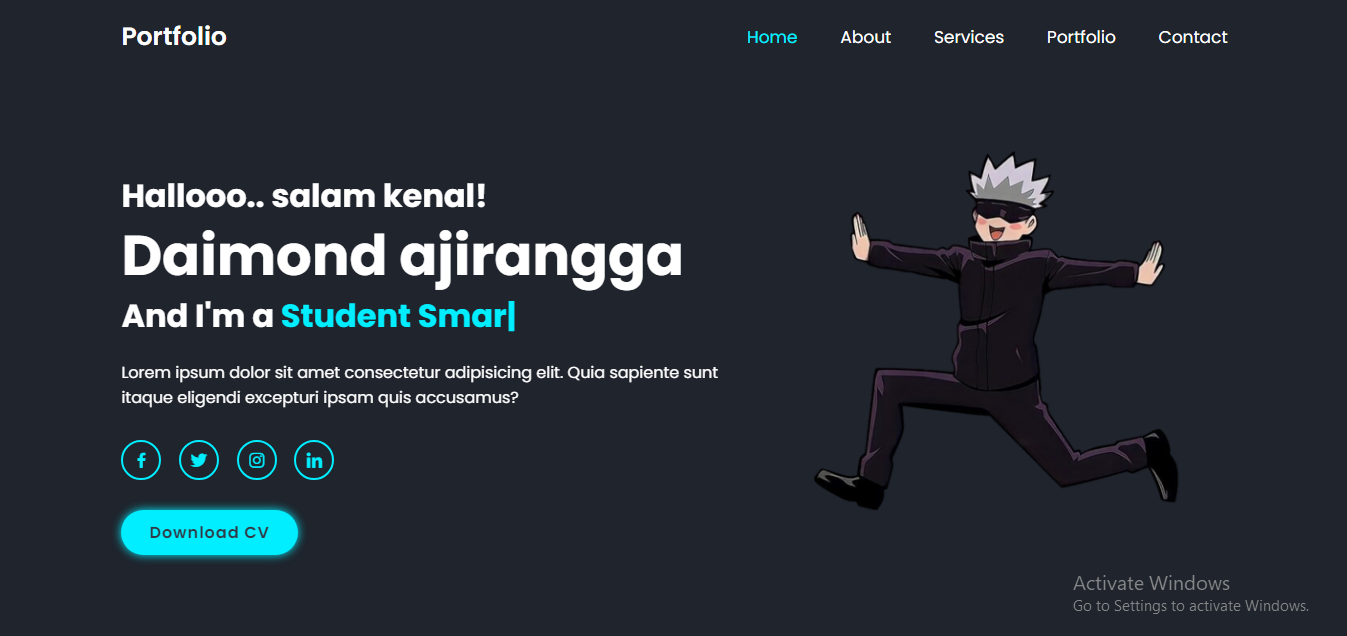 Portfolio
Home About Services Portfolio Contact
Hallooo.. salam kenal!
Daimond ajirangga
And I'm a Student Smar|
Lorem ipsum dolor sit amet consectetur adipisicing elit. Quia sapiente sunt
itaque eligendi excepturi ipsam quis accusamus?
Download CV
Activate Windows
Go to Settings to activate Windows.